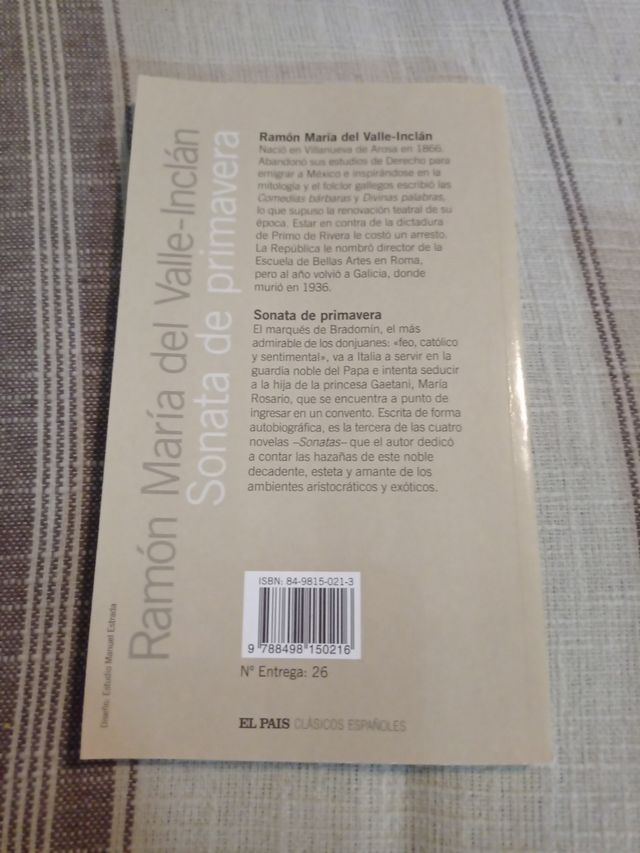 Ramón María del Valle-Inclán
Sonata de primavera
Ramón María del Valle-Inclán
Nació en Villanueva de Arosa en 1866.
Abandonó sus estudios de Derecho para
emigrar a México e inspirándose en la
mitología y el folclor gallegos escribió las
Comedias bárbaras y Divinas palabras,
lo que supuso la renovación teatral de su
época. Estar en contra de la dictadura
de Primo de Rivera le costó un arresto.
La República le nombró director de la
Escuela de Bellas Artes en Roma,
pero al año volvió a Galicia, donde
murió en 1936.
Sonata de primavera
El marqués de Bradomín, el más
admirable de los donjuanes: «feo, católico
y sentimental», va a Italia a servir en la
guardia noble del Papa e intenta seducir
a la hija de la princesa Gaetani, María
Rosario, que se encuentra a punto de
ingresar en un convento. Escrita de forma
autobiográfica, es la tercera de las cuatro
novelas –Sonatas– que el autor dedicó
a contar las hazañas de este noble
decadente, esteta y amante de los
ambientes aristocráticos y exóticos.
ISBN: 84-9815-021-3
9 788498 150216
Nº Entrega: 26
Diseño: Estudio Manuel Estrada
EL PAIS CLÁSICOS ESPAÑOLES